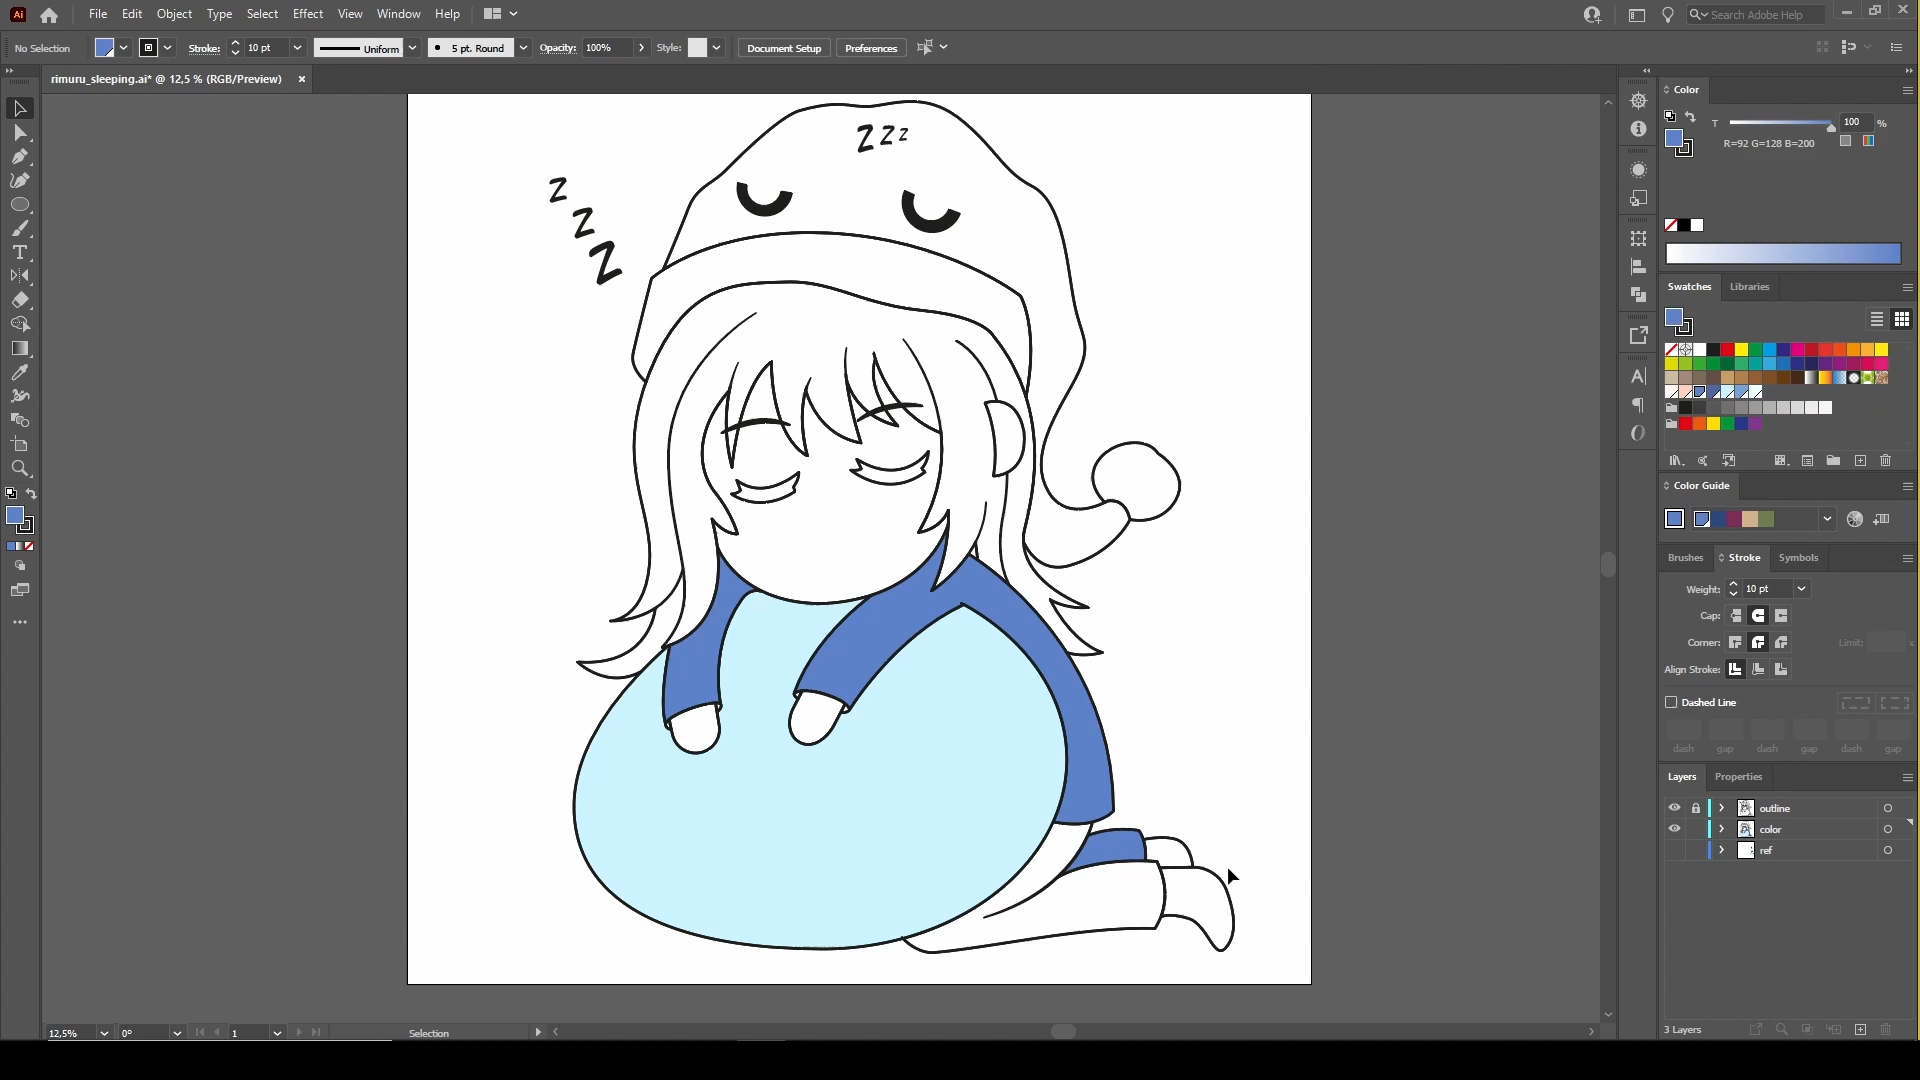 Ai File Edit Object Type Select Effect View Window Help Search Adobe Help
No Selection Stroke: 10 pt Uniform 5 pt. Round Opacity: 100% Style: Document Setup Preferences
rimuru_sleeping.ai* @ 12,5 % (RGB/Preview)
Color
T 100 %
R=92 G=128 B=200
z z z
z
z
z
Swatches Libraries
Color Guide
Brushes Stroke Symbols
Weight: 10 pt
Cap:
Corner: Limit: x
Align Stroke:
Dashed Line
dash gap dash gap dash gap
Layers Properties
outline
color
ref
3 Layers
12,5% 0° 1 Selection